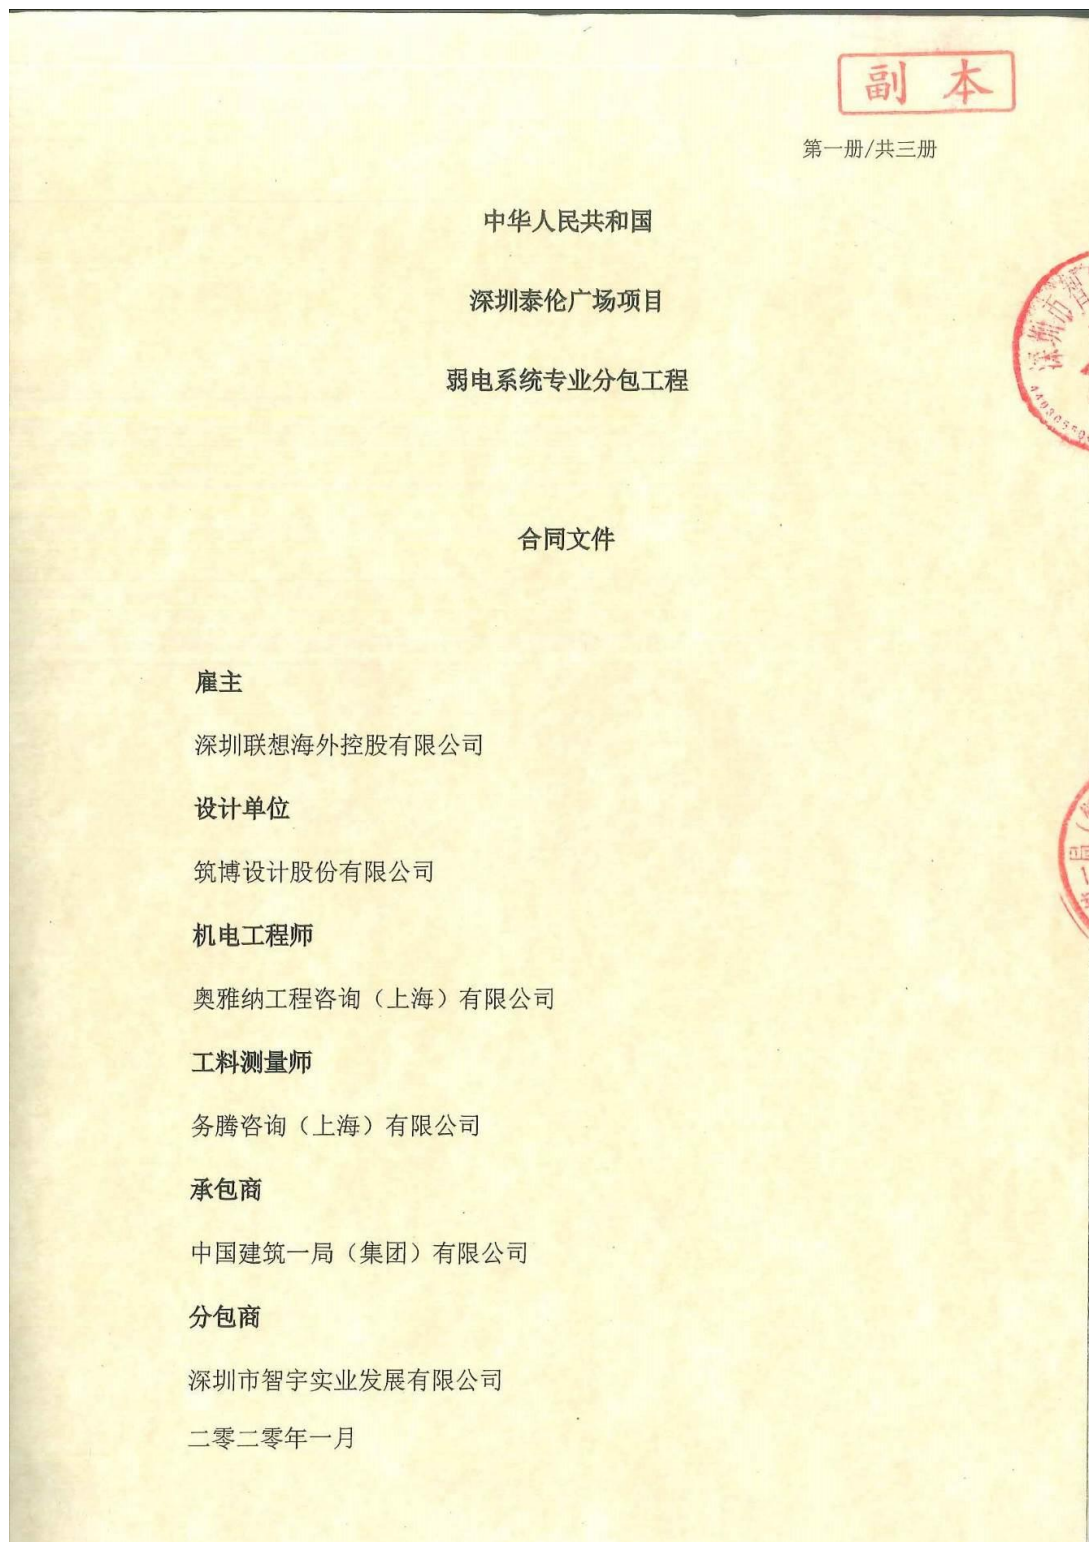 副 本
第一册/共三册
中华人民共和国
深圳泰伦广场项目
弱电系统专业分包工程
合同文件
雇主
深圳联想海外控股有限公司
设计单位
筑博设计股份有限公司
机电工程师
奥雅纳工程咨询（上海）有限公司
工料测量师
务腾咨询（上海）有限公司
承包商
中国建筑一局（集团）有限公司
分包商
深圳市智宇实业发展有限公司
二零二零年一月
深圳市智